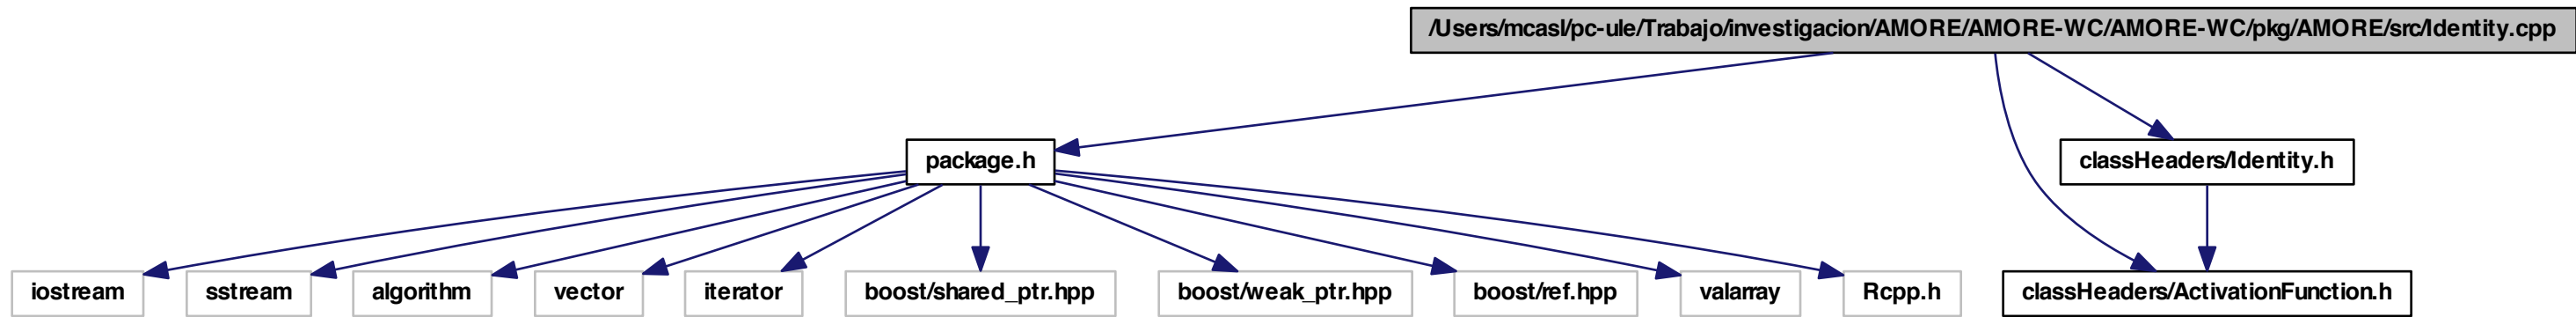 /Users/mcasl/pc-ule/Trabajo/investigacion/AMORE/AMORE-WC/AMORE-WC/pkg/AMORE/src/Identity.cpp
package.h
classHeaders/Identity.h
iostream
sstream
algorithm
vector
iterator
boost/shared_ptr.hpp
boost/weak_ptr.hpp
boost/ref.hpp
valarray
Rcpp.h
classHeaders/ActivationFunction.h